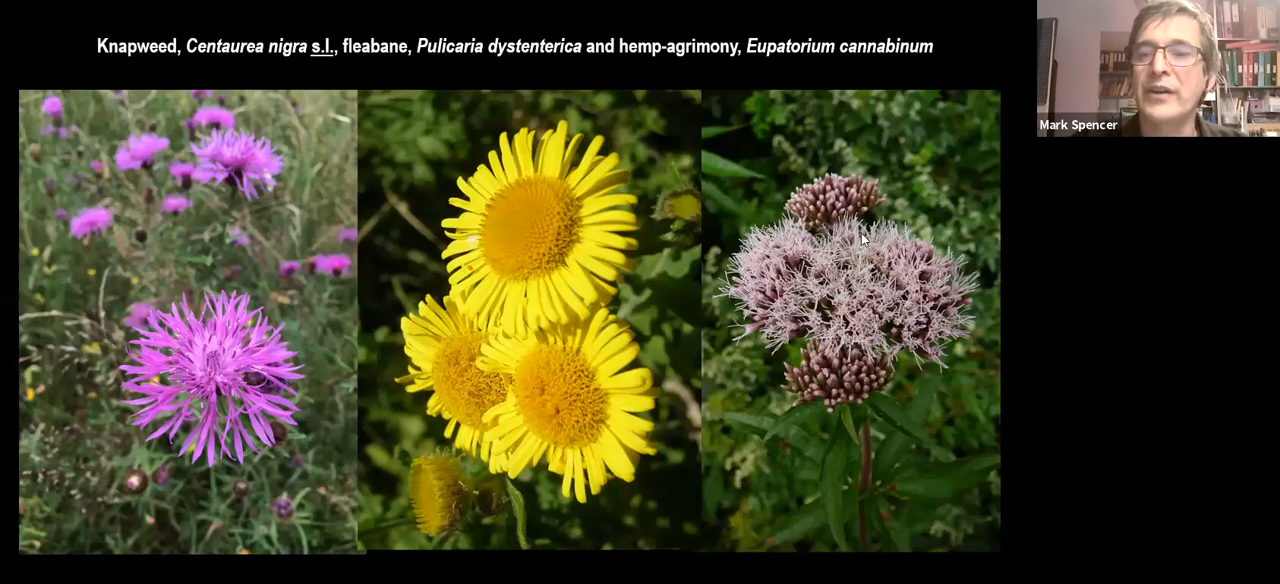 Knapweed, Centaurea nigra s.l., fleabane, Pulicaria dystenterica and hemp-agrimony, Eupatorium cannabinum
Mark Spencer